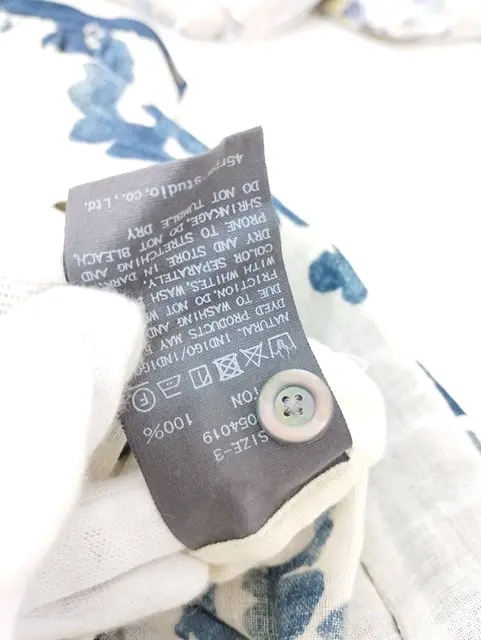 SIZE-3
054019
100%
TON
F
NATURAL INDIGO/INDIGO
DYED PRODUCTS MAY F
DUE TO WASHING AND
FRICTION. DO NOT W
WITH WHITES, WASH
COLOR SEPARATELY.
DRY AND STORE IN DARK
PRONE TO STRETCHING AND
SHRINKAGE. DO NOT BLEACH,
DO NOT TUMBLE DRY
45rpm studio.co.,Ltd.